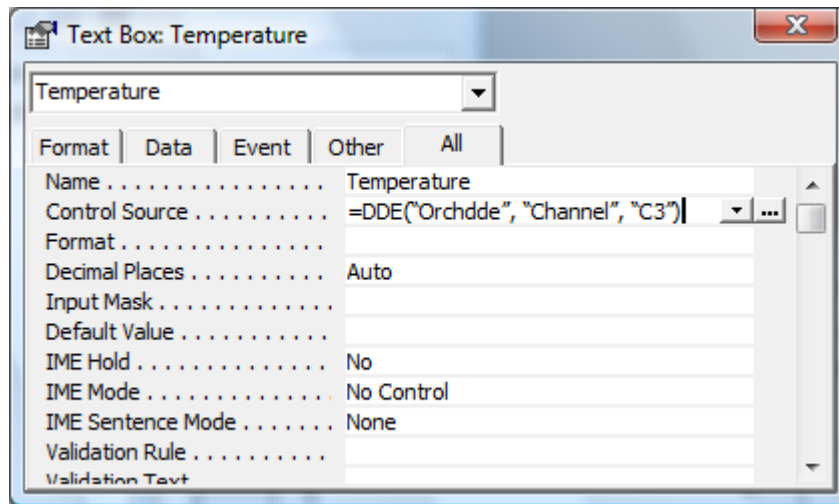 Text Box: Temperature
Temperature
Format Data Event Other All
Name . . . . . . . . . . . . . . . . . Temperature
Control Source . . . . . . . . . . =DDE(“Orchdde”, “Channel”, “C3”)
Format . . . . . . . . . . . . . . . .
Decimal Places . . . . . . . . . . Auto
Input Mask . . . . . . . . . . . . .
Default Value . . . . . . . . . . .
IME Hold . . . . . . . . . . . . . . No
IME Mode . . . . . . . . . . . . . . No Control
IME Sentence Mode . . . . . . . None
Validation Rule . . . . . . . . . .
Validation Text